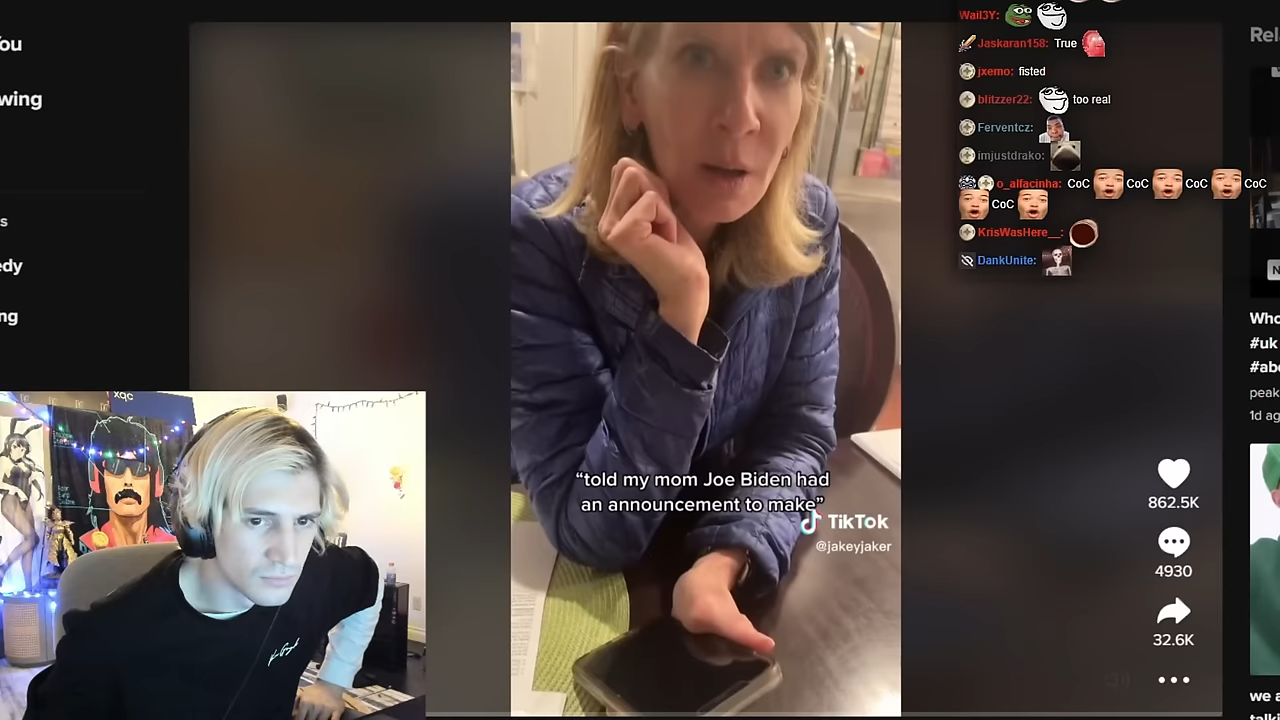 You
wing
s
edy
ng
xqc
Wail3Y:
Jaskaran158: True
jxemo: fisted
blitzzer22: too real
Ferventcz:
imjustdrako:
o_alfacinha: CoC CoC CoC CoC
CoC
KrisWasHere__:
DankUnite:
"told my mom Joe Biden had
an announcement to make"
TikTok
@jakeyjaker
862.5K
4930
32.6K
Rel
N
Who
#uk
#abo
peak
1d ag
we a